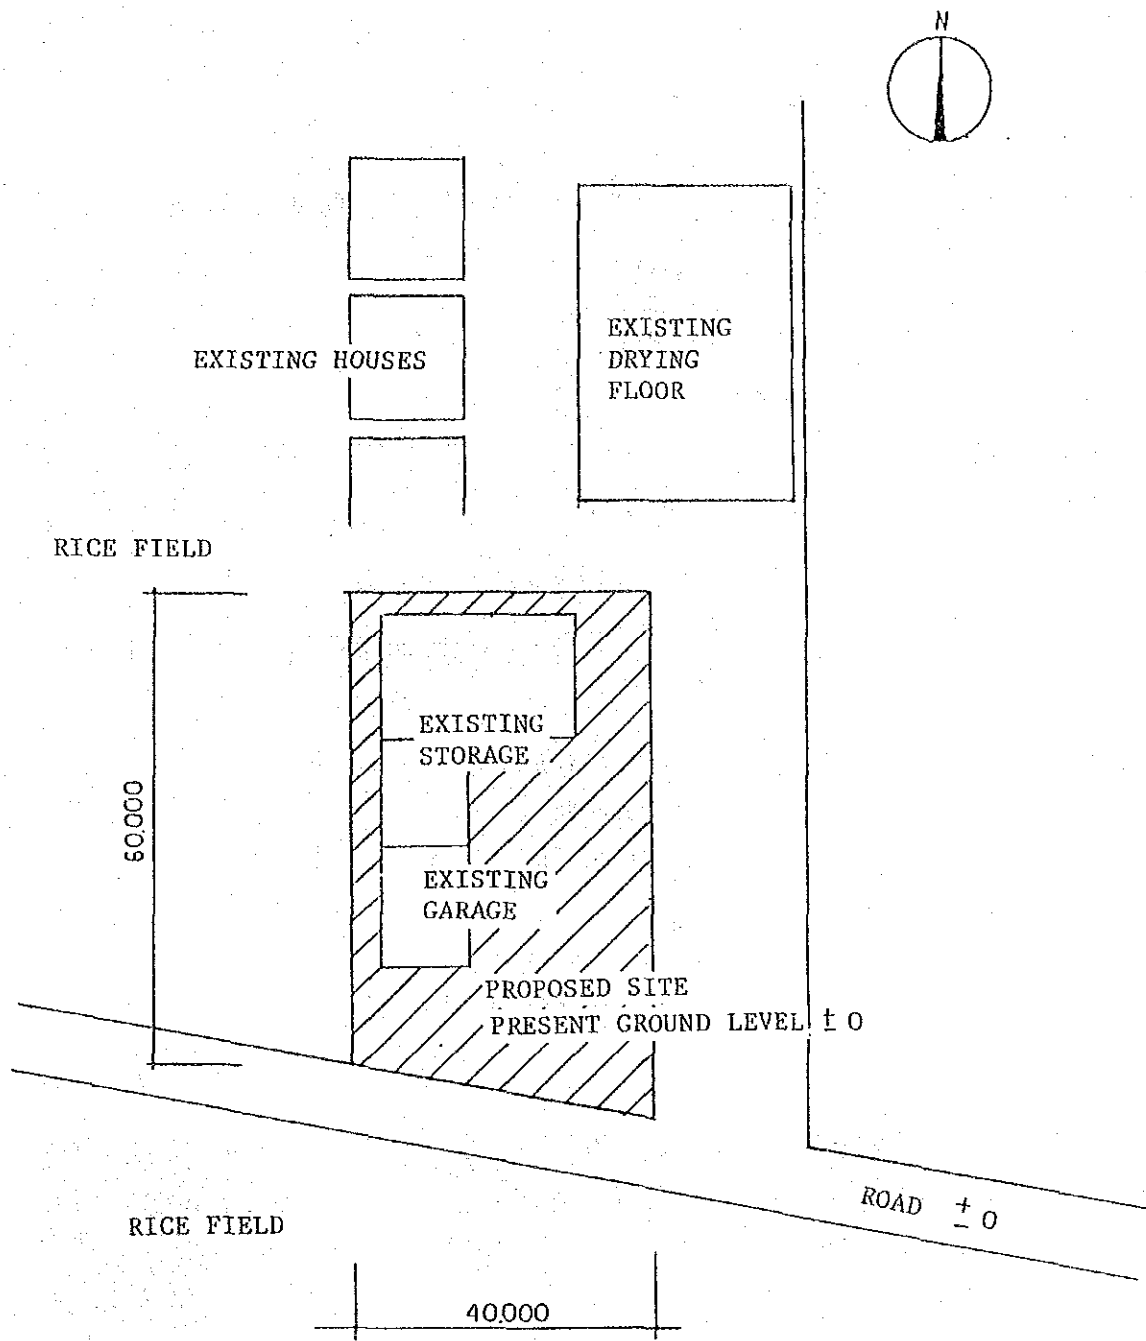 N
EXISTING HOUSES
EXISTING
DRYING
FLOOR
RICE FIELD
EXISTING
STORAGE
60.000
EXISTING
GARAGE
PROPOSED SITE
PRESENT GROUND LEVEL ± 0
ROAD ± 0
RICE FIELD
40.000